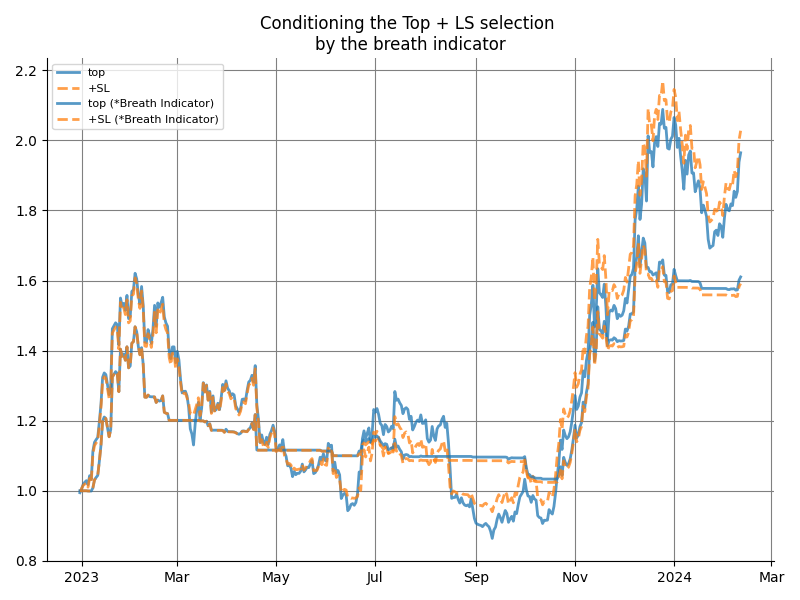 Conditioning the Top + LS selection
by the breath indicator
top
+SL
top (*Breath Indicator)
+SL (*Breath Indicator)
2.2
2.0
1.8
1.6
1.4
1.2
1.0
0.8
2023 Mar May Jul Sep Nov 2024 Mar